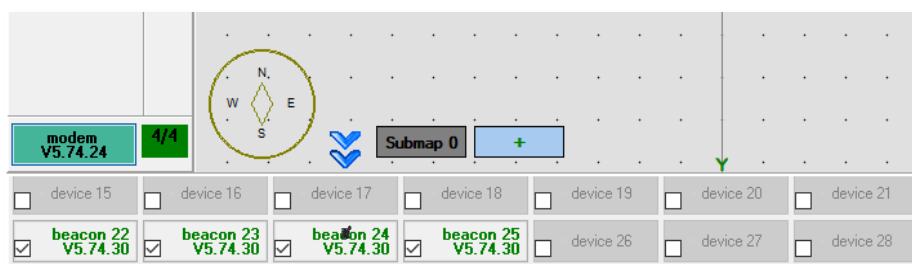 N
W E
S
modem
V5.74.24
4/4
Submap 0
+
Y
device 15 device 16 device 17 device 18 device 19 device 20 device 21
beacon 22 beacon 23 beacon 24 beacon 25 device 26 device 27 device 28
V5.74.30 V5.74.30 V5.74.30 V5.74.30